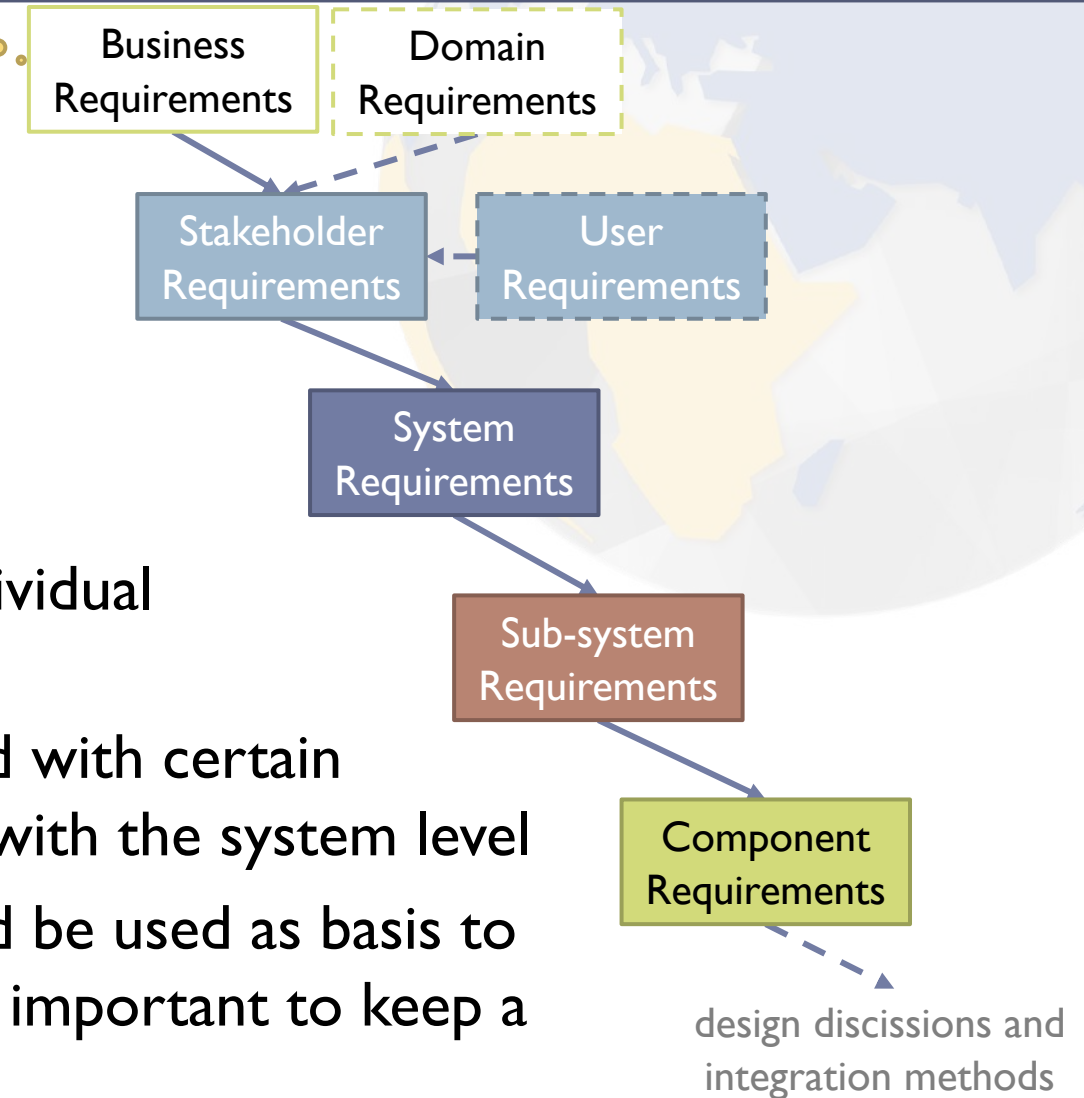 Business
Requirements
Domain
Requirements
Stakeholder
Requirements
User
Requirements
System
Requirements
ividual
Sub-system
Requirements
d with certain
with the system level
Component
Requirements
d be used as basis to
important to keep a
design discissions and
integration methods